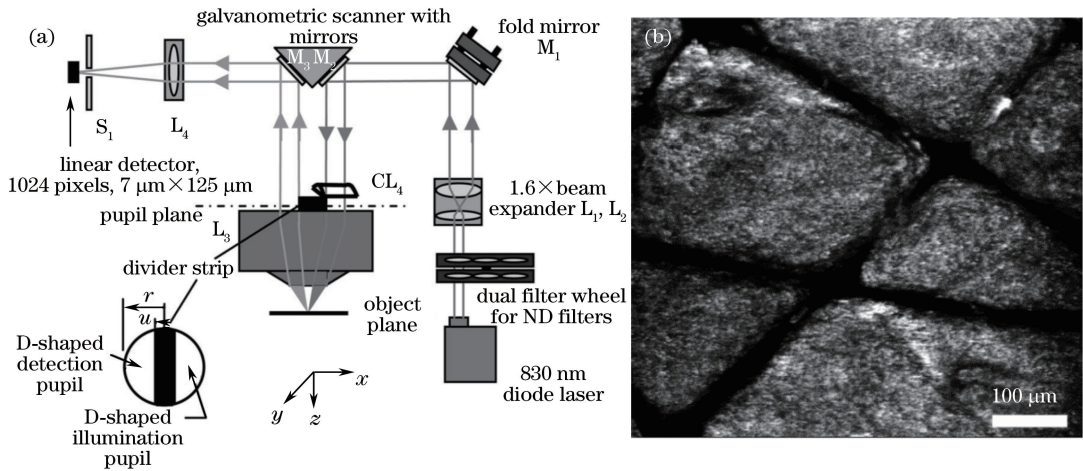 (a)
galvanometric scanner with
mirrors
fold mirror
M1
M3 M2
S1
L4
linear detector,
1024 pixels, 7 μm×125 μm
pupil plane
CL4
L3
1.6×beam
expander L1, L2
divider strip
r
u
object
plane
dual filter wheel
for ND filters
D-shaped
detection
pupil
D-shaped
illumination
pupil
x
y
z
830 nm
diode laser
(b)
100 μm